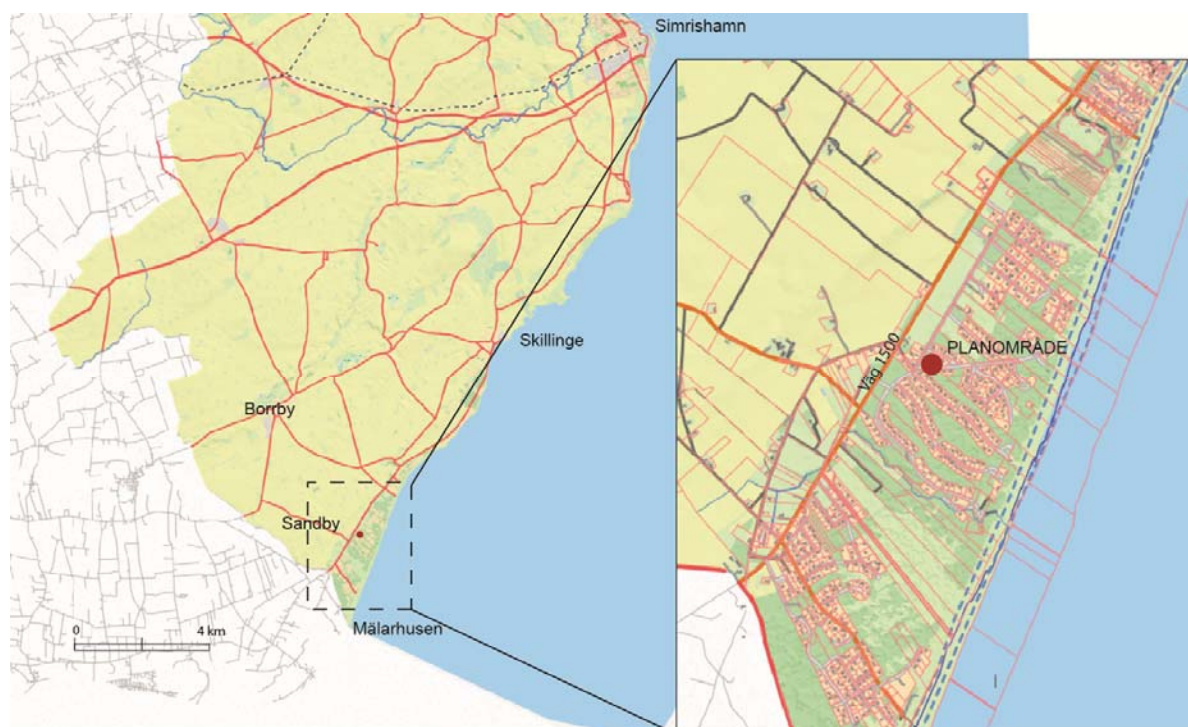 Simrishamn
Skillinge
Borrby
Sandby
Mälarhusen
0 4 km
Väg 1500
PLANOMRÅDE